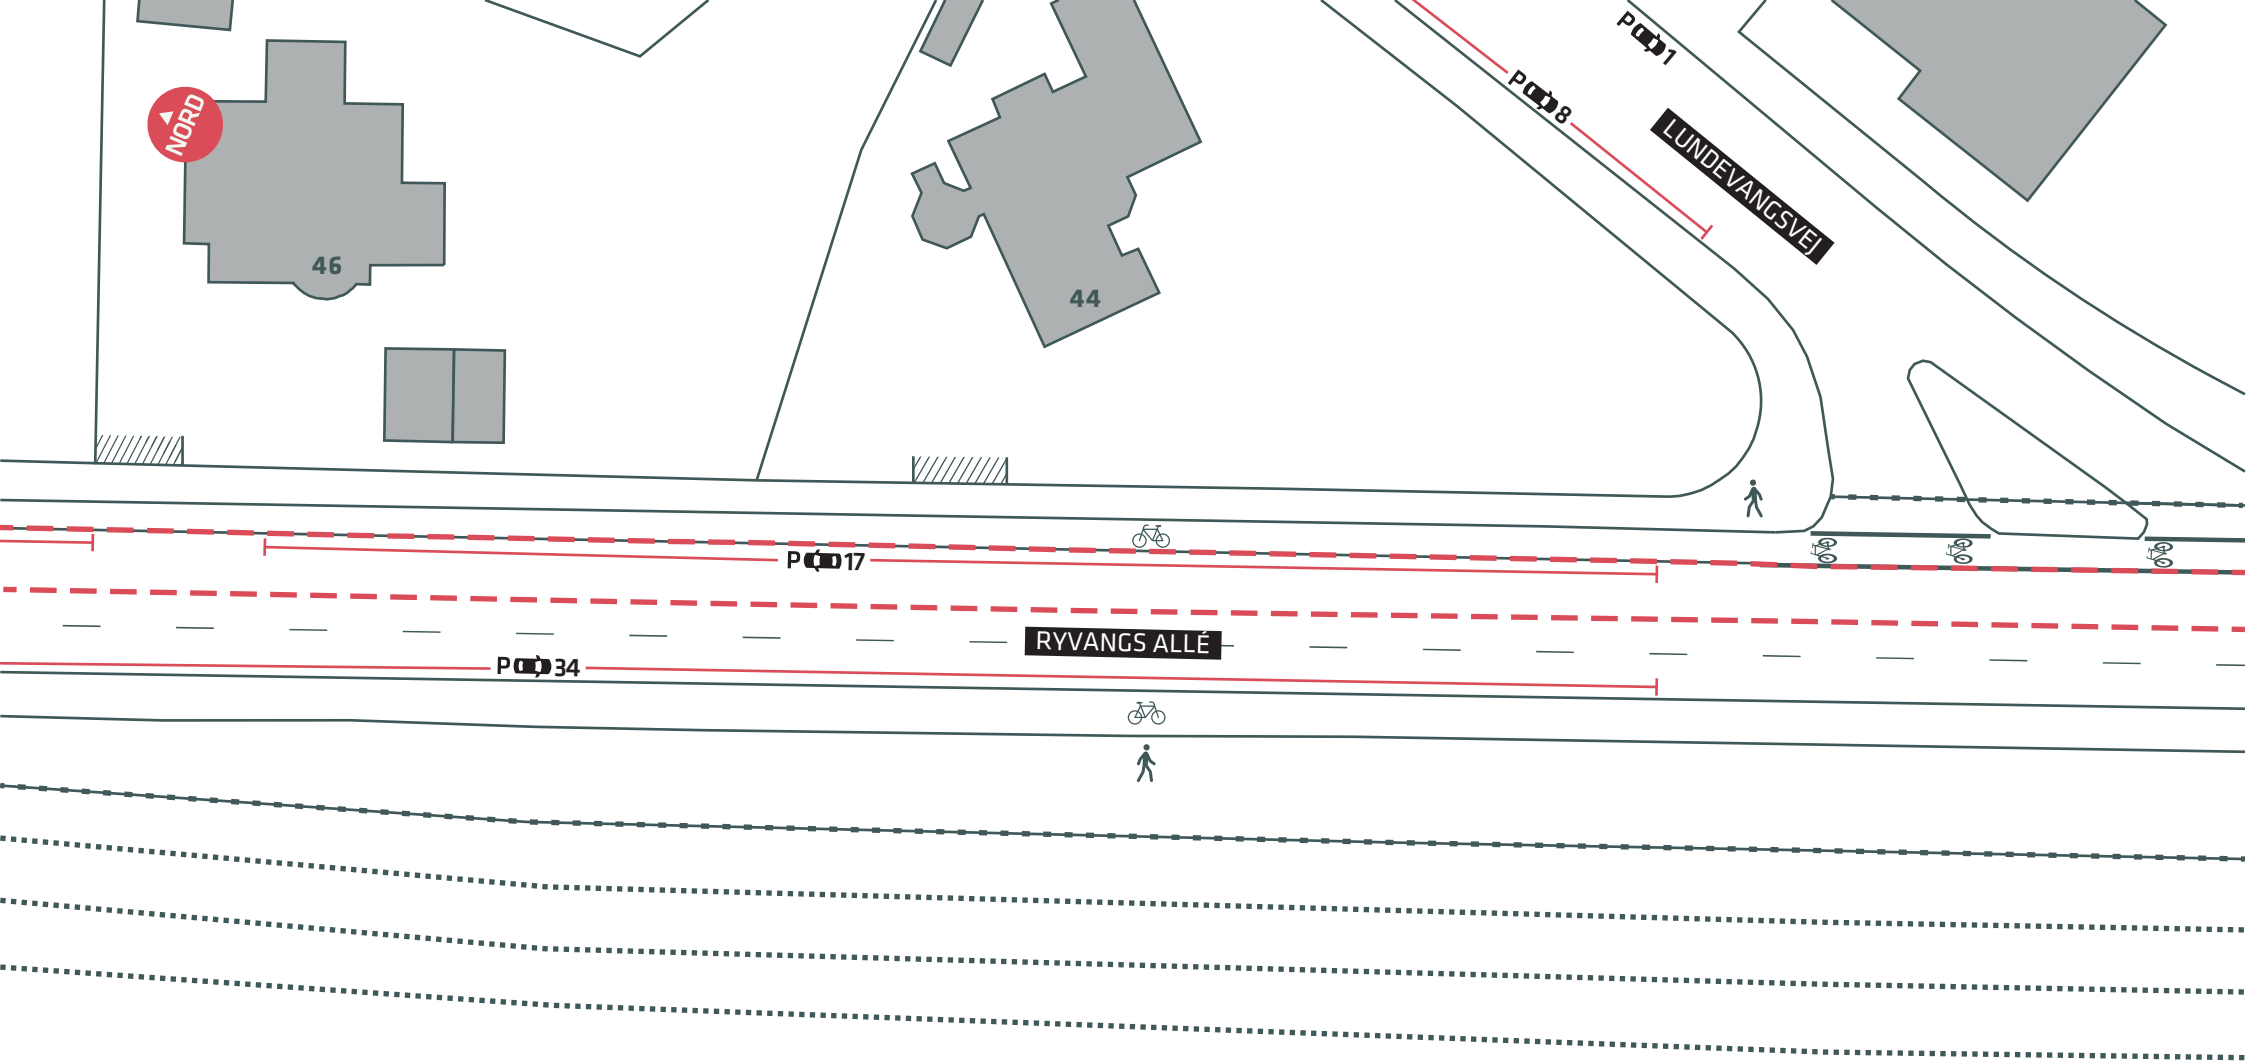 P 1
P 8
NORD
LUNDEVANGSVEJ
46
44
P 17
RYVANGS ALLÉ
P 34